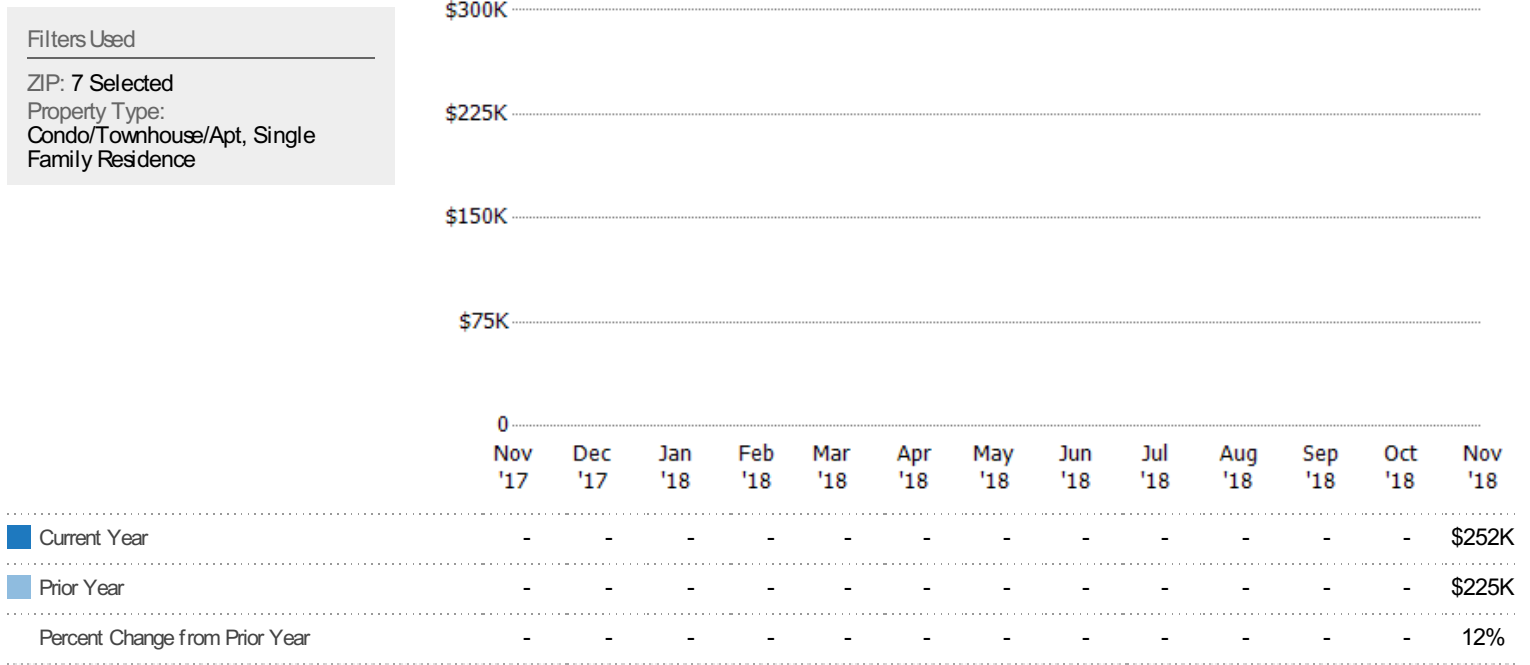 Filters Used
ZIP: 7 Selected
Property Type:
Condo/Townhouse/Apt, Single
Family Residence
$300K
$225K
$150K
$75K
0
Nov Dec Jan Feb Mar Apr May Jun Jul Aug Sep Oct Nov
'17 '17 '18 '18 '18 '18 '18 '18 '18 '18 '18 '18 '18
Current Year - - - - - - - - - - - - $252K
Prior Year - - - - - - - - - - - - $225K
Percent Change from Prior Year - - - - - - - - - - - - 12%